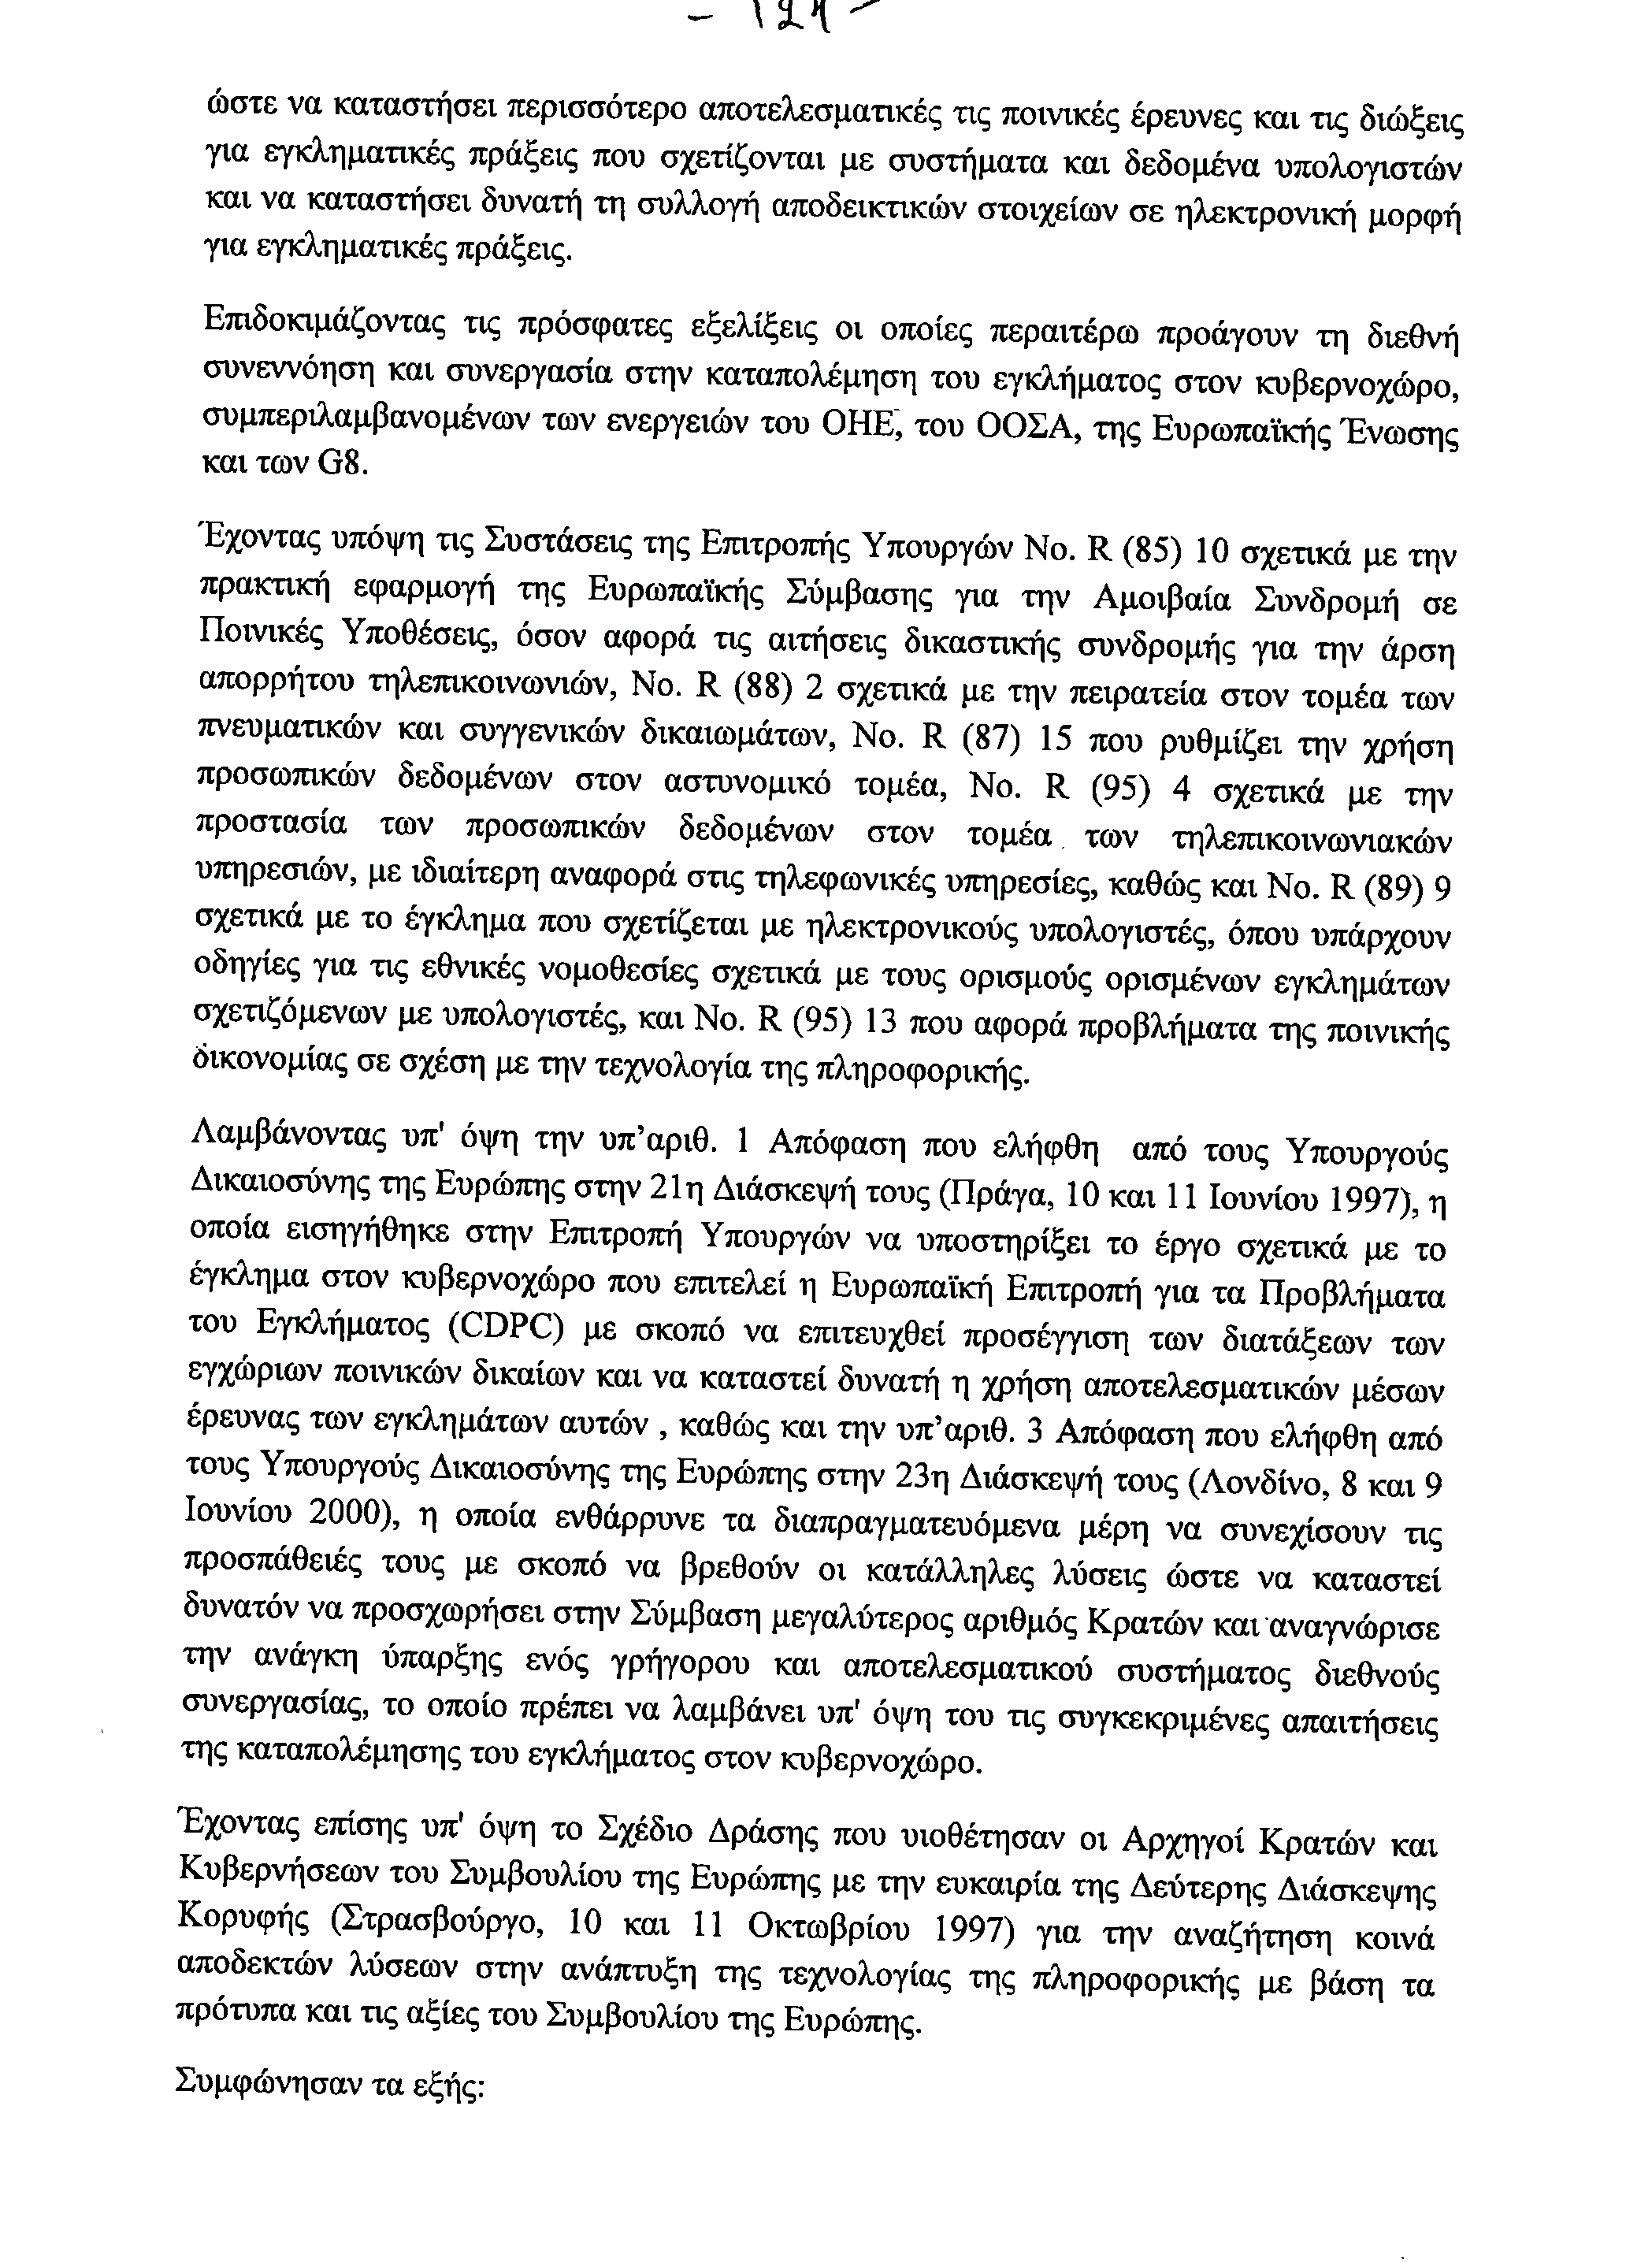 ώστε να καταστήσει περισσότερο αποτελεσματικές τις ποινικές έρευνες και τις διώξεις
για εγκληματικές πράξεις που σχετίζονται με συστήματα και δεδομένα υπολογιστών
και να καταστήσει δυνατή τη συλλογή αποδεικτικών στοιχείων σε ηλεκτρονική μορφή
για εγκληματικές πράξεις.
Επιδοκιμάζοντας τις πρόσφατες εξελίξεις οι οποίες περαιτέρω προάγουν τη διεθνή
συνεννόηση και συνεργασία στην καταπολέμηση του εγκλήματος στον κυβερνοχώρο,
συμπεριλαμβανομένων των ενεργειών του ΟΗΕ, του ΟΟΣΑ, της Ευρωπαϊκής Ένωσης
και των G8.
Έχοντας υπόψη τις Συστάσεις της Επιτροπής Υπουργών No. R (85) 10 σχετικά με την
πρακτική εφαρμογή της Ευρωπαϊκής Σύμβασης για την Αμοιβαία Συνδρομή σε
Ποινικές Υποθέσεις, όσον αφορά τις αιτήσεις δικαστικής συνδρομής για την άρση
απορρήτου τηλεπικοινωνιών, No. R (88) 2 σχετικά με την πειρατεία στον τομέα των
πνευματικών και συγγενικών δικαιωμάτων, No. R (87) 15 που ρυθμίζει την χρήση
προσωπικών δεδομένων στον αστυνομικό τομέα, No. R (95) 4 σχετικά με την
προστασία των προσωπικών δεδομένων στον τομέα των τηλεπικοινωνιακών
υπηρεσιών, με ιδιαίτερη αναφορά στις τηλεφωνικές υπηρεσίες, καθώς και No. R (89) 9
σχετικά με το έγκλημα που σχετίζεται με ηλεκτρονικούς υπολογιστές, όπου υπάρχουν
οδηγίες για τις εθνικές νομοθεσίες σχετικά με τους ορισμούς ορισμένων εγκλημάτων
σχετιζόμενων με υπολογιστές, και No. R (95) 13 που αφορά προβλήματα της ποινικής
δικονομίας σε σχέση με την τεχνολογία της πληροφορικής.
Λαμβάνοντας υπ' όψη την υπ’αριθ. 1 Απόφαση που ελήφθη από τους Υπουργούς
Δικαιοσύνης της Ευρώπης στην 21η Διάσκεψή τους (Πράγα, 10 και 11 Ιουνίου 1997), η
οποία εισηγήθηκε στην Επιτροπή Υπουργών να υποστηρίξει το έργο σχετικά με το
έγκλημα στον κυβερνοχώρο που επιτελεί η Ευρωπαϊκή Επιτροπή για τα Προβλήματα
του Εγκλήματος (CDPC) με σκοπό να επιτευχθεί προσέγγιση των διατάξεων των
εγχώριων ποινικών δικαίων και να καταστεί δυνατή η χρήση αποτελεσματικών μέσων
έρευνας των εγκλημάτων αυτών , καθώς και την υπ’αριθ. 3 Απόφαση που ελήφθη από
τους Υπουργούς Δικαιοσύνης της Ευρώπης στην 23η Διάσκεψή τους (Λονδίνο, 8 και 9
Ιουνίου 2000), η οποία ενθάρρυνε τα διαπραγματευόμενα μέρη να συνεχίσουν τις
προσπάθειές τους με σκοπό να βρεθούν οι κατάλληλες λύσεις ώστε να καταστεί
δυνατόν να προσχωρήσει στην Σύμβαση μεγαλύτερος αριθμός Κρατών και αναγνώρισε
την ανάγκη ύπαρξης ενός γρήγορου και αποτελεσματικού συστήματος διεθνούς
συνεργασίας, το οποίο πρέπει να λαμβάνει υπ' όψη του τις συγκεκριμένες απαιτήσεις
της καταπολέμησης του εγκλήματος στον κυβερνοχώρο.
Έχοντας επίσης υπ' όψη το Σχέδιο Δράσης που υιοθέτησαν οι Αρχηγοί Κρατών και
Κυβερνήσεων του Συμβουλίου της Ευρώπης με την ευκαιρία της Δεύτερης Διάσκεψης
Κορυφής (Στρασβούργο, 10 και 11 Οκτωβρίου 1997) για την αναζήτηση κοινά
αποδεκτών λύσεων στην ανάπτυξη της τεχνολογίας της πληροφορικής με βάση τα
πρότυπα και τις αξίες του Συμβουλίου της Ευρώπης.
Συμφώνησαν τα εξής: